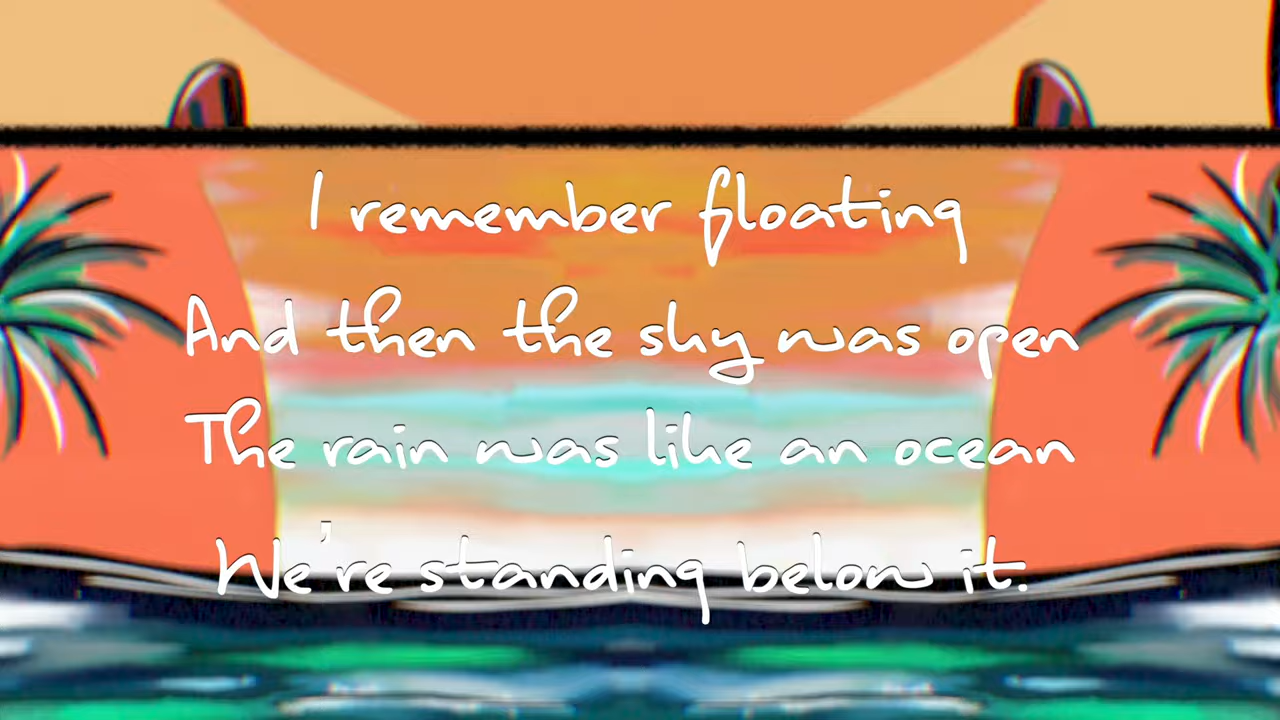 I remember floating
And then the sky was open
The rain was like an ocean
We're standing below it.